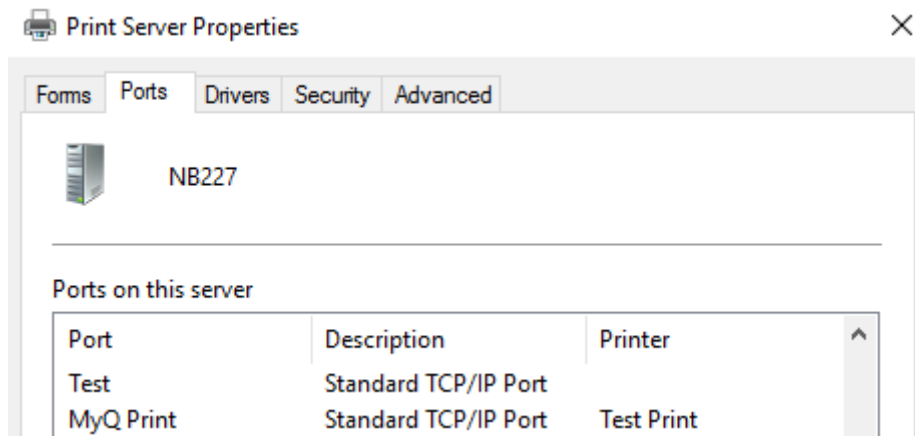 Print Server Properties
Forms Ports Drivers Security Advanced
NB227
Ports on this server
Port Description Printer
Test Standard TCP/IP Port
MyQ Print Standard TCP/IP Port Test Print